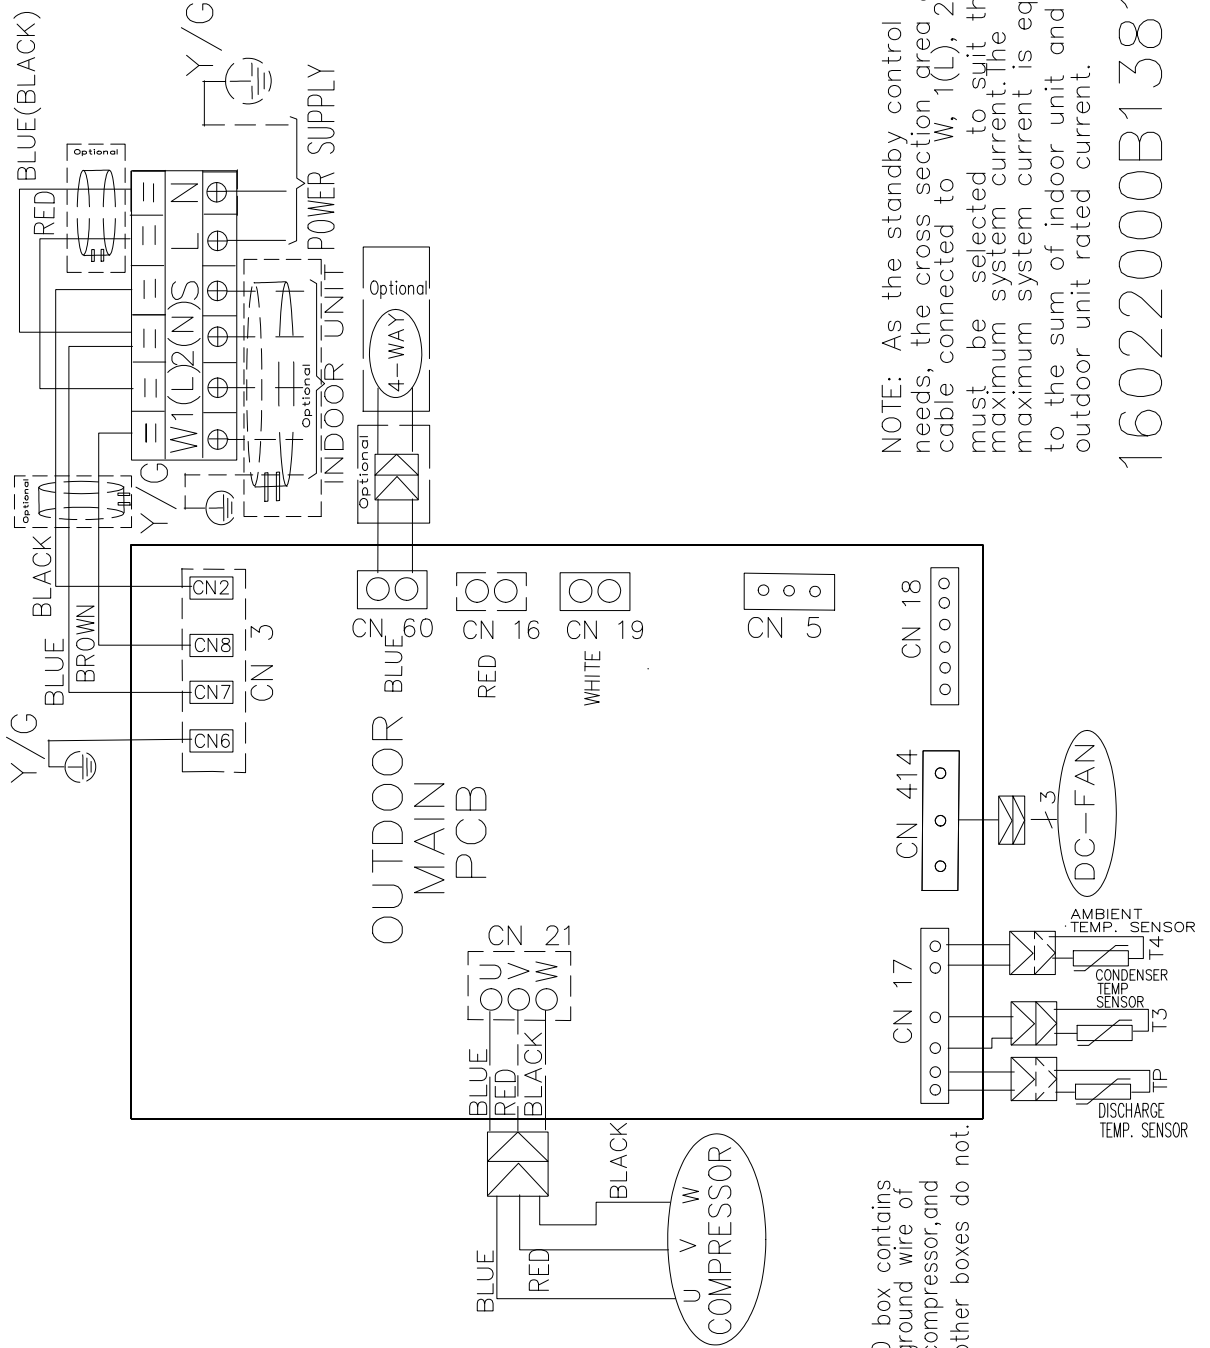 BLUE(BLACK)
RED
Optional
Y/G
POWER SUPPLY
W 1(L) 2(N) S L N
Optional
INDOOR UNIT
Optional
Y/G
BLACK
BLUE
BROWN
Y/G
CN2
CN8
CN7
CN6
CN 3
Optional
4-WAY
Optional
CN 60
BLUE
CN 16
RED
CN 19
WHITE
CN 5
CN 18
OUTDOOR
MAIN
PCB
CN 21
U
V
W
BLUE
RED
BLACK
BLUE
RED
BLACK
U V W
COMPRESSOR
CN 414
3
DC-FAN
CN 17
AMBIENT
TEMP. SENSOR
T4
CONDENSER
TEMP
SENSOR
T3
TP
DISCHARGE
TEMP. SENSOR
box contains
ground wire of
compressor,and
other boxes do not.
NOTE: As the standby control
needs, the cross section area
cable connected to W, 1(L), 2
must be selected to suit
maximum system current.The
maximum system current is
to the sum of indoor unit and
outdoor unit rated current.
16022000B138